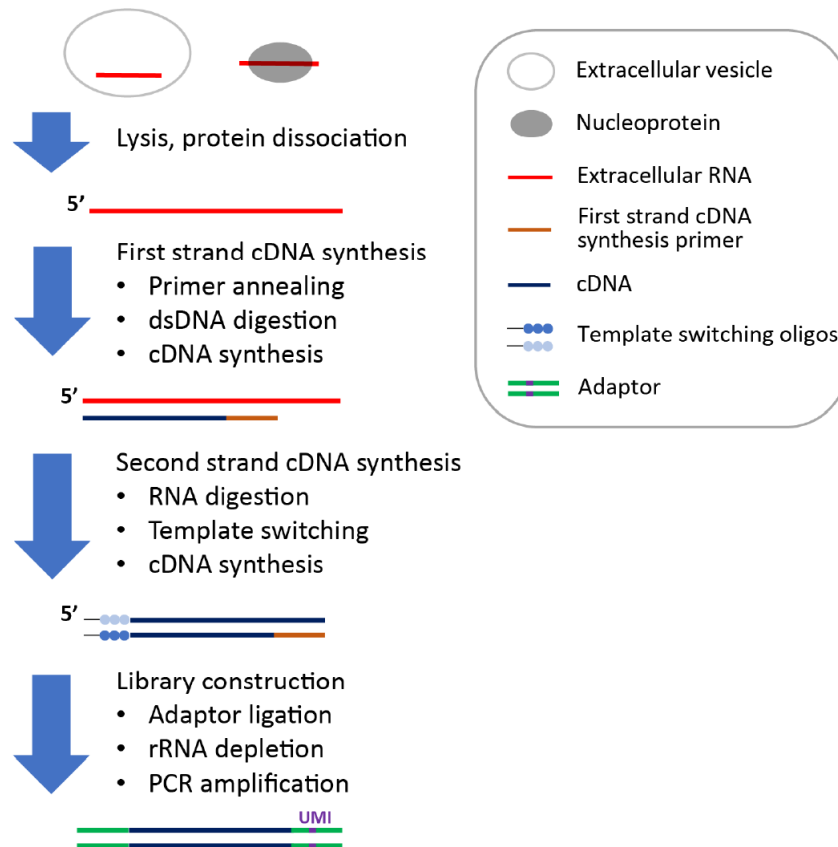 Lysis, protein dissociation
5’
First strand cDNA synthesis
• Primer annealing
• dsDNA digestion
• cDNA synthesis
5’
Second strand cDNA synthesis
• RNA digestion
• Template switching
• cDNA synthesis
5’
Library construction
• Adaptor ligation
• rRNA depletion
• PCR amplification
UMI
Extracellular vesicle
Nucleoprotein
Extracellular RNA
First strand cDNA
synthesis primer
cDNA
Template switching oligos
Adaptor